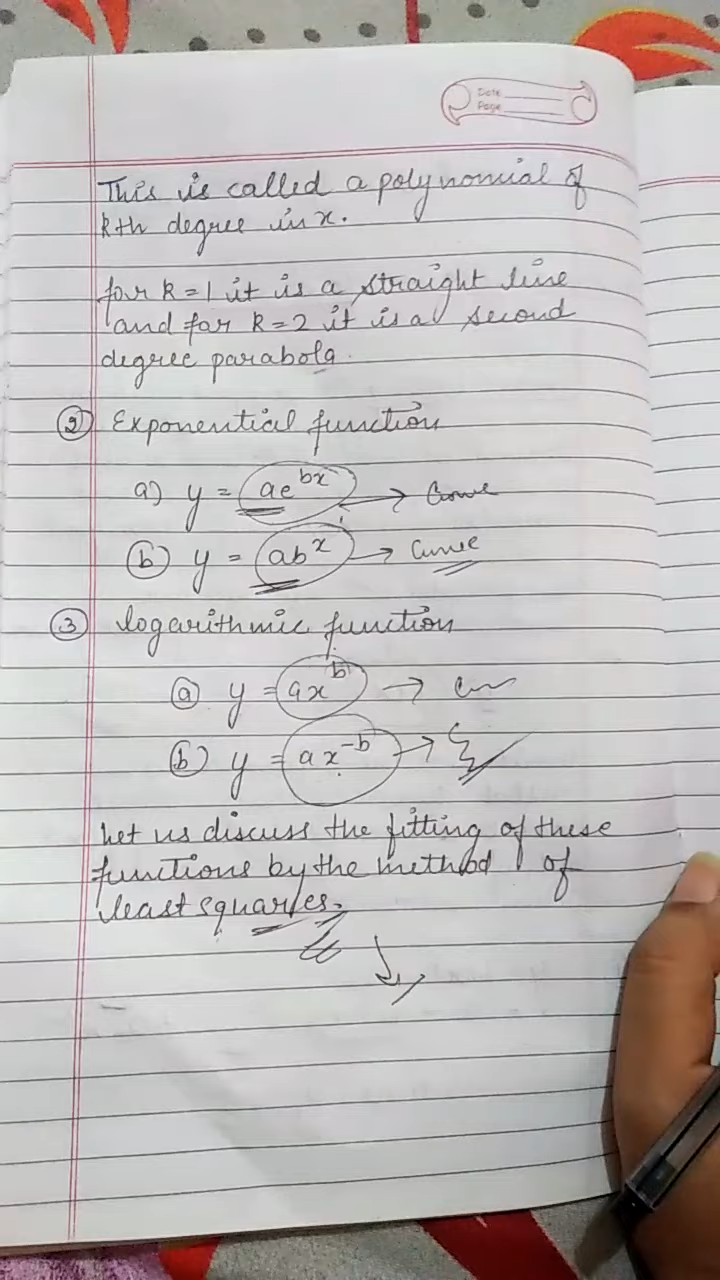 Date
Page
This is called a polynomial of
kth degree in x.
for k=1 it is a straight line
and for k=2 it is a second
degree parabola.
② Exponential function
a) y = ae^bx → Curve
ⓑ y = ab^x → Curve
③ logarithmic function
ⓐ y = ax^b →
ⓑ y = ax^-b →
Let us discuss the fitting of these
functions by the method of
least squares.